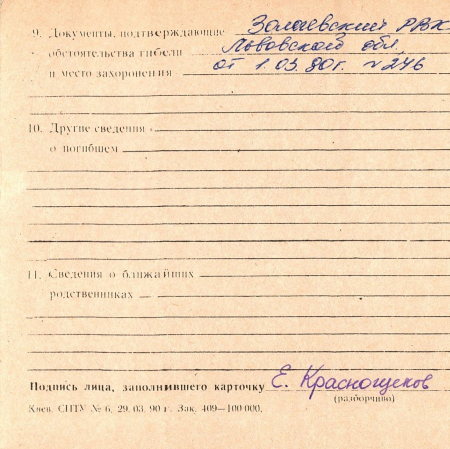 9. Документы, подтверждающие Золочевский РВК
обстоятельства гибели Львовской обл.
и место захоронения от 1.03.90г. №246
10. Другие сведения
о погибшем
11. Сведения о ближайших
родственниках
Подпись лица, заполнившего карточку Е. Краснощеков
(разборчиво)
Киев. СПТУ № 6. 29. 03. 90 г. Зак. 409—100 000.